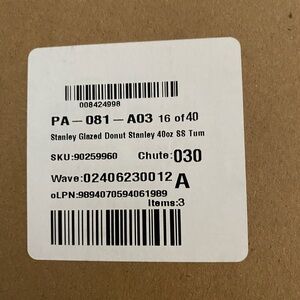 008424998
PA-081-A03 16 of 40
Stanley Glazed Donut Stanley 40oz SS Tum
SKU:90259960 Chute:030
Wave:02406230012 A
oLPN:9894070594061989
Items:3